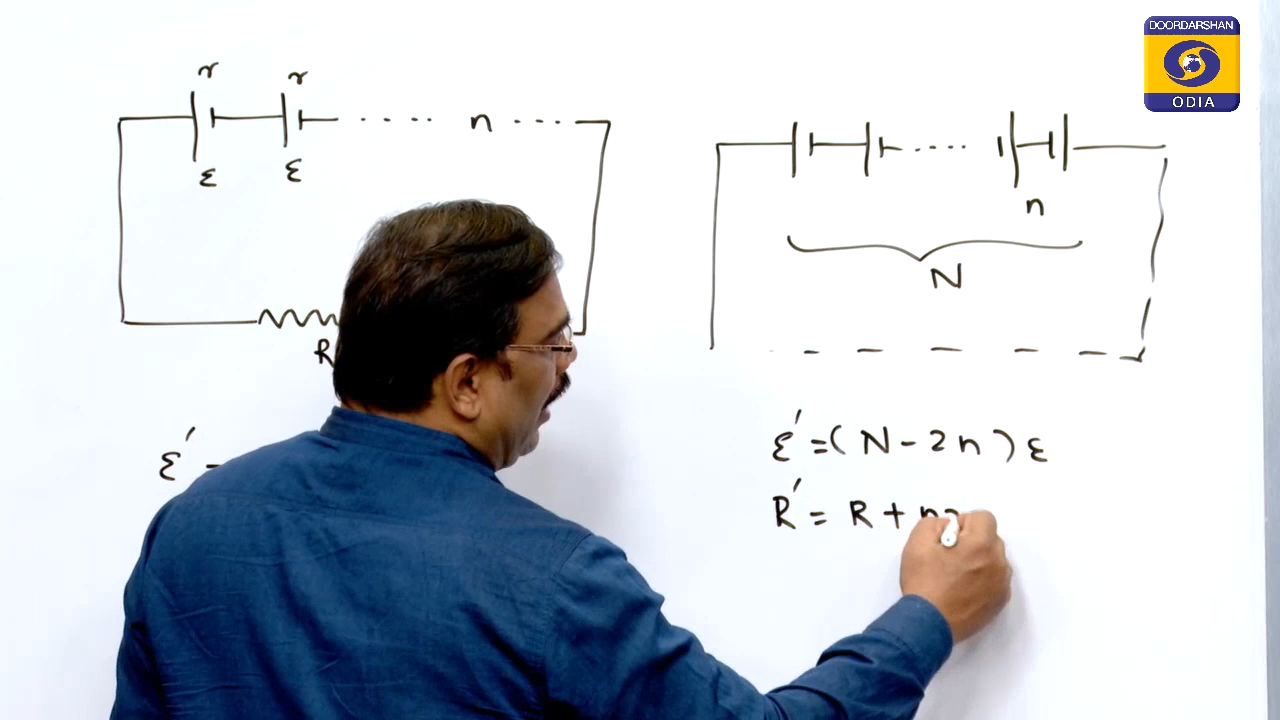 DOORDARSHAN
ODIA
r r
n
ε ε
R
n
N
ε′ =
ε′ = (N - 2n) ε
R′ = R + n